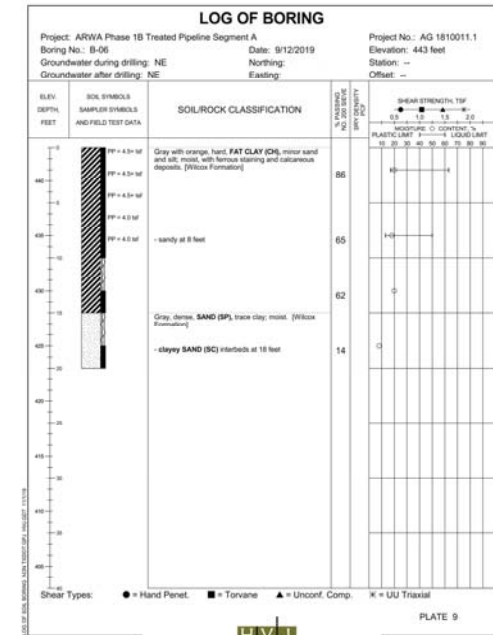 LOG OF BORING
Project: ARWA Phase 1B Treated Pipeline Segment A Project No.: AG 1810011.1
Boring No.: B-06 Date: 9/12/2019 Elevation: 443 feet
Groundwater during drilling: NE Northing: Station: --
Groundwater after drilling: NE Easting: Offset: --
ELEV. DEPTH, FEET
SOIL SYMBOLS SAMPLER SYMBOLS AND FIELD TEST DATA
SOIL/ROCK CLASSIFICATION
% PASSING NO. 200 SIEVE
DRY DENSITY PCF
SHEAR STRENGTH, TSF
0.5 1.0 1.5 2.0
MOISTURE CONTENT, %
PLASTIC LIMIT LIQUID LIMIT
10 20 30 40 50 60 70 80 90
0
PP = 4.5+ tsf Gray with orange, hard, FAT CLAY (CH), minor sand
and silt; moist, with ferrous staining and calcareous
deposits. [Wilcox Formation]
440 PP = 4.5+ tsf 86
PP = 4.5+ tsf
5
PP = 4.0 tsf
435 PP = 4.0 tsf - sandy at 8 feet 65
10
430 62
15 Gray, dense, SAND (SP), trace clay; moist. [Wilcox
Formation]
425 - clayey SAND (SC) interbeds at 18 feet 14
20
420
25
415
30
410
35
405
40
Shear Types: ● = Hand Penet. ■ = Torvane ▲ = Unconf. Comp. ж = UU Triaxial
PLATE 9
HVJ